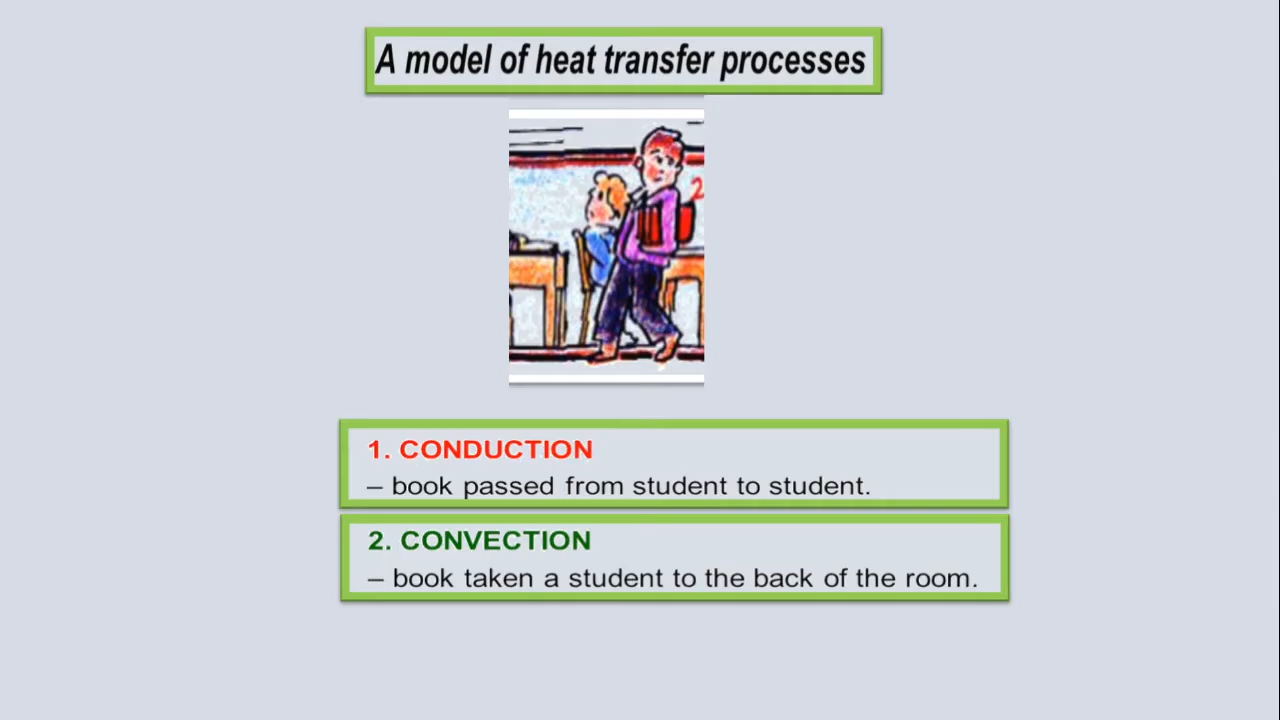 A model of heat transfer processes
2
1. CONDUCTION
– book passed from student to student.
2. CONVECTION
– book taken a student to the back of the room.